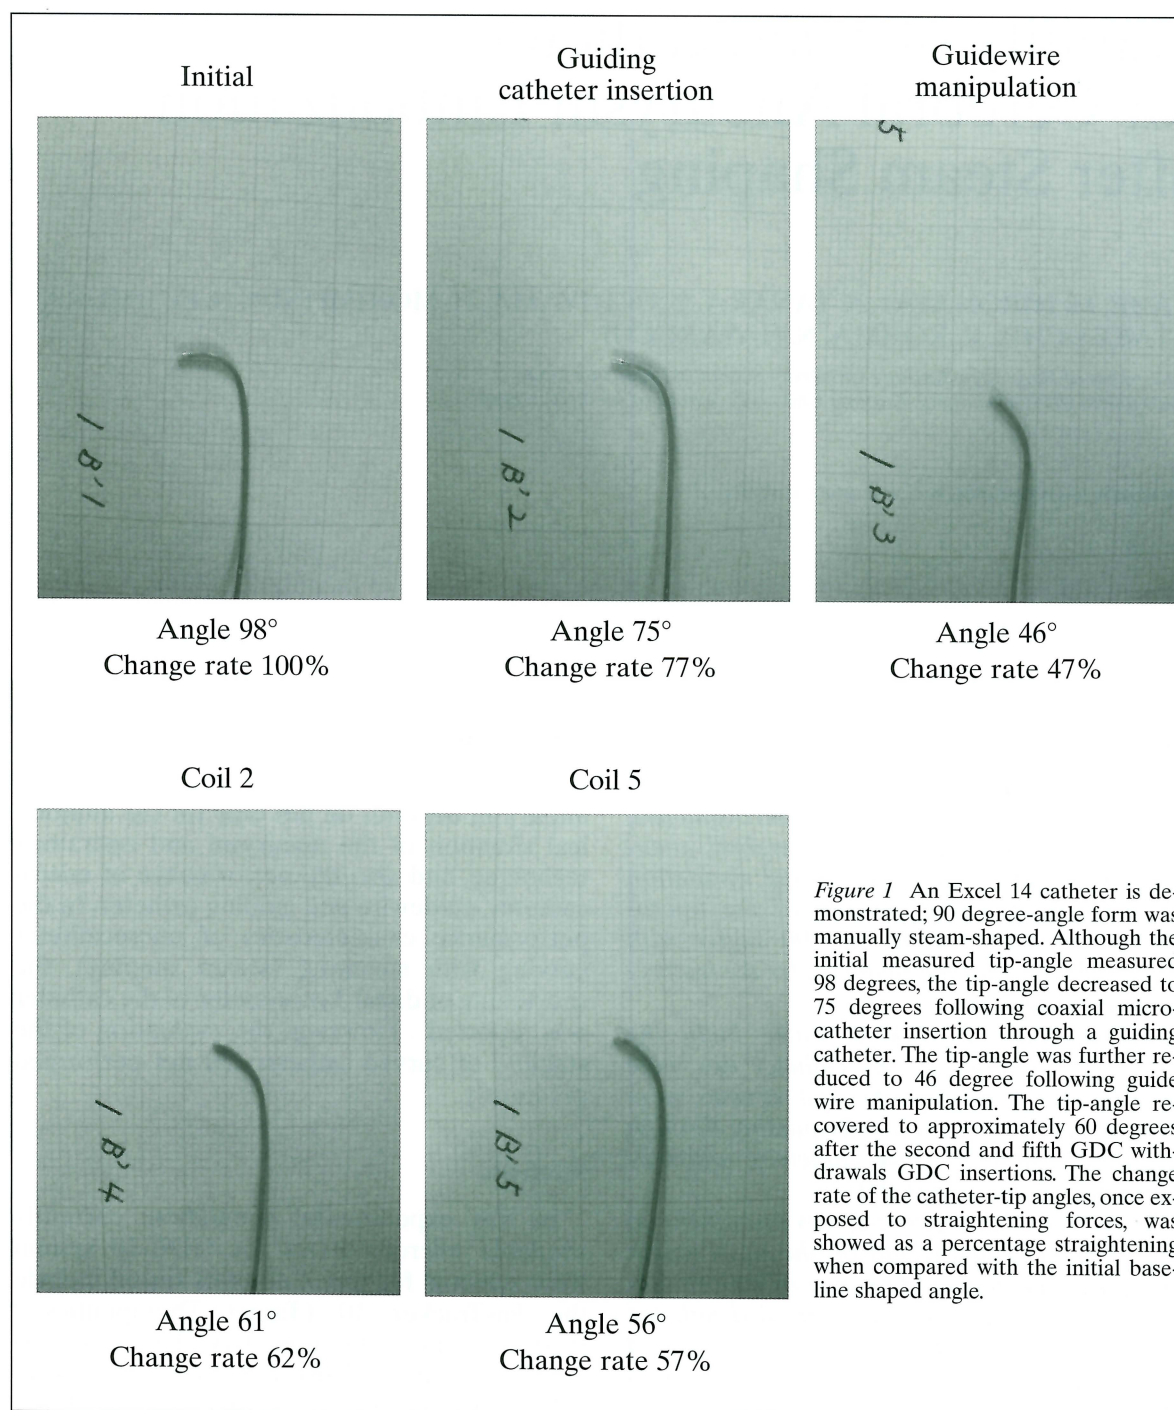 Initial
Guiding
catheter insertion
Guidewire
manipulation
5
1 B'1
1 B'2
1 B'3
Angle 98°
Change rate 100%
Angle 75°
Change rate 77%
Angle 46°
Change rate 47%
Coil 2
Coil 5
1 B'4
1 B'5
Angle 61°
Change rate 62%
Angle 56°
Change rate 57%
Figure 1 An Excel 14 catheter is de-
monstrated; 90 degree-angle form was
manually steam-shaped. Although the
initial measured tip-angle measured
98 degrees, the tip-angle decreased to
75 degrees following coaxial micro-
catheter insertion through a guiding
catheter. The tip-angle was further re-
duced to 46 degree following guide
wire manipulation. The tip-angle re-
covered to approximately 60 degrees
after the second and fifth GDC with-
drawals GDC insertions. The change
rate of the catheter-tip angles, once ex-
posed to straightening forces, was
showed as a percentage straightening
when compared with the initial base-
line shaped angle.